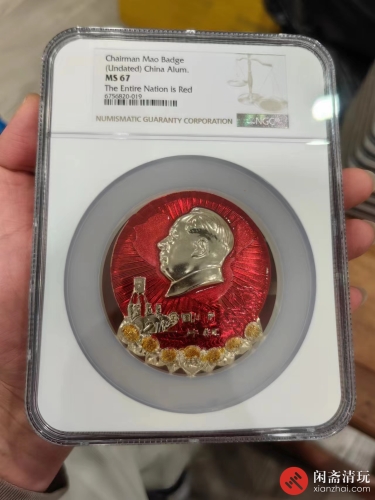 Chairman Mao Badge
(Undated) China Alum.
MS 67
The Entire Nation is Red
6756820-019
NUMISMATIC GUARANTY CORPORATION
NGC
闲斋清玩
xianzhai.com